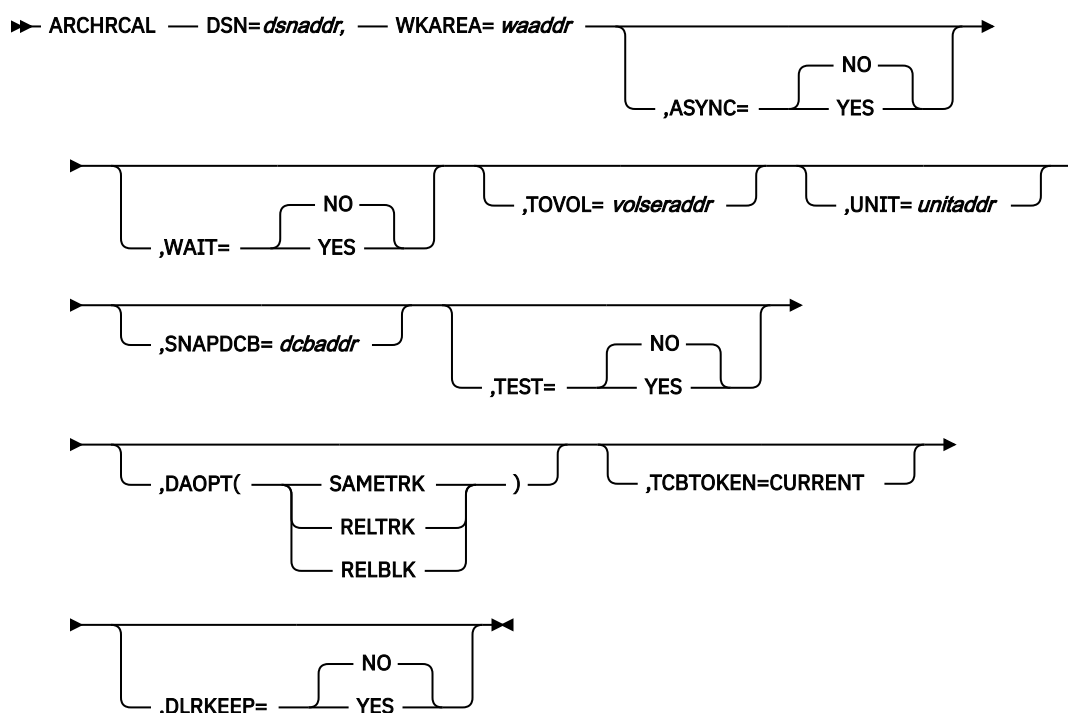 ARCHRCAL DSN=dsnaddr, WKAREA= waaddr
NO
,ASYNC= YES
NO
,WAIT= YES
,TOVOL= volseraddr
,UNIT= unitaddr
,SNAPDCB= dcbaddr
NO
,TEST= YES
,DAOPT( SAMETRK )
RELTRK
RELBLK
,TCBTOKEN=CURRENT
NO
,DLRKEEP= YES